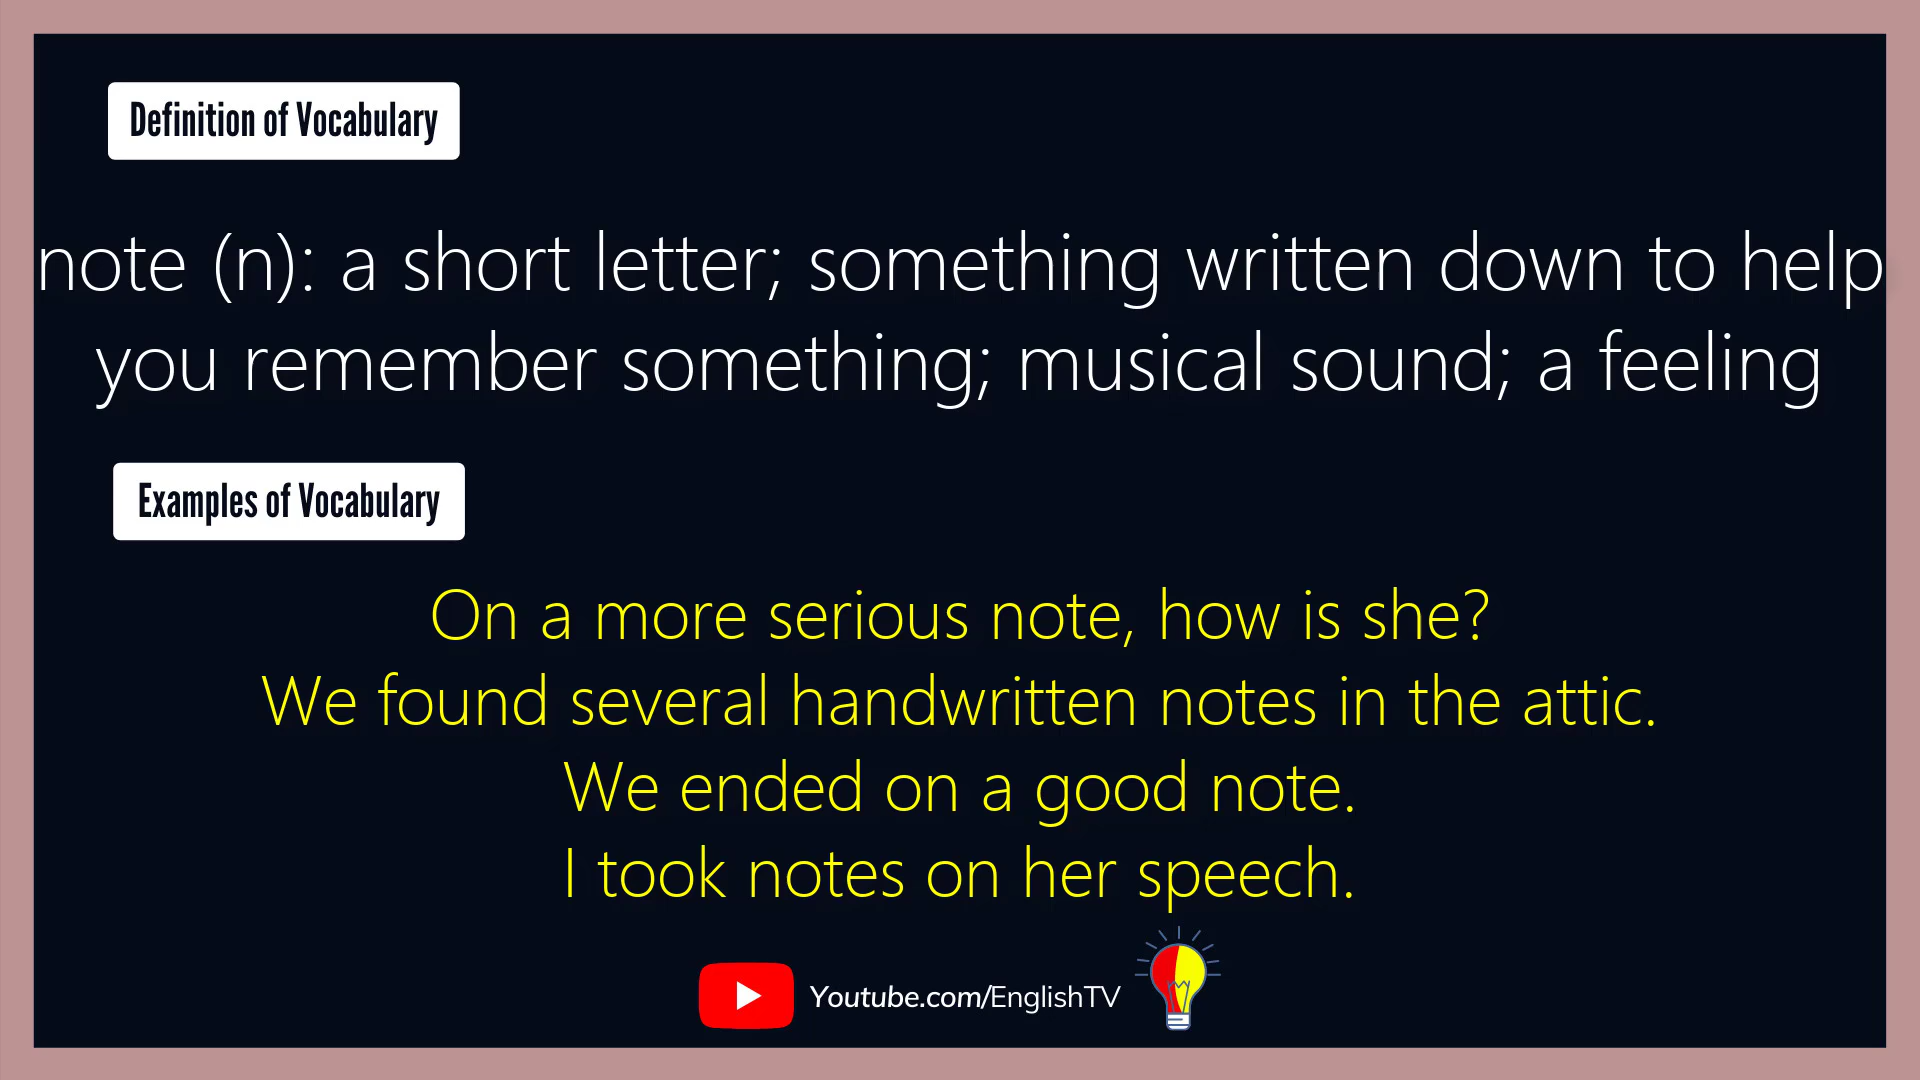 Definition of Vocabulary
note (n): a short letter; something written down to help
you remember something; musical sound; a feeling
Examples of Vocabulary
On a more serious note, how is she?
We found several handwritten notes in the attic.
We ended on a good note.
I took notes on her speech.
Youtube.com/EnglishTV